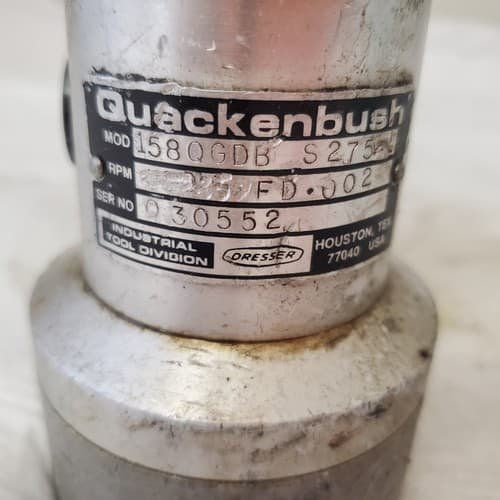 Quackenbush
MOD 158QGDB S275
RPM FD.002
SER NO 030552
INDUSTRIAL
TOOL DIVISION
DRESSER
HOUSTON, TEX.
77040 USA